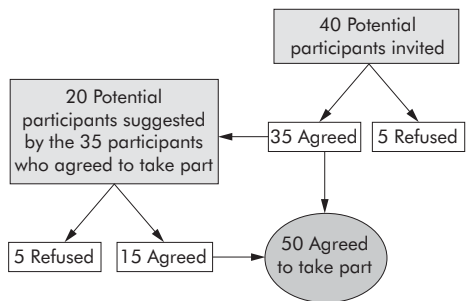 40 Potential
participants invited
20 Potential
participants suggested
by the 35 participants
who agreed to take part
35 Agreed
5 Refused
5 Refused
15 Agreed
50 Agreed
to take part